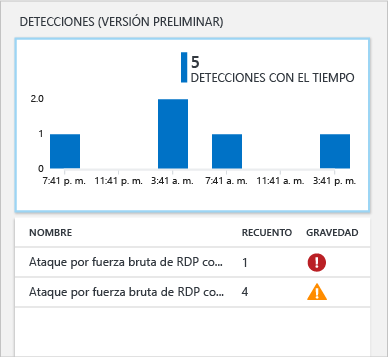 DETECCIONES (VERSIÓN PRELIMINAR)
5
DETECCIONES CON EL TIEMPO
2.0
1
0
7:41 p. m. 11:41 p. m. 3:41 a. m. 7:41 a. m. 11:41 a. m. 3:41 p. m.
NOMBRE RECUENTO GRAVEDAD
Ataque por fuerza bruta de RDP co... 1
Ataque por fuerza bruta de RDP co... 4